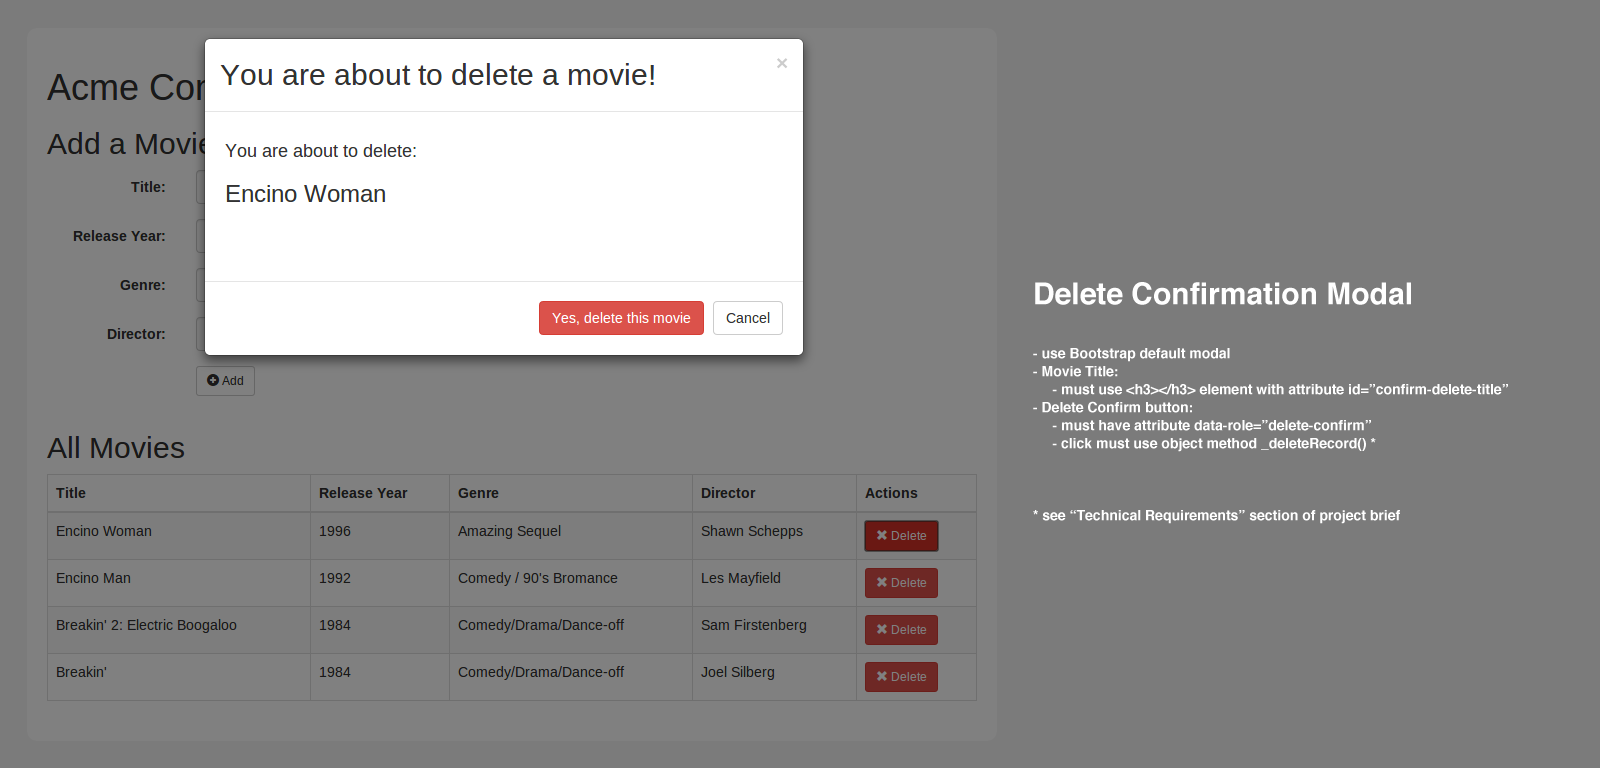 Acme Cor
You are about to delete a movie!
×
Add a Movie
You are about to delete:
Encino Woman
Title:
Release Year:
Genre:
Director:
Yes, delete this movie Cancel
Add
All Movies
Title Release Year Genre Director Actions
Encino Woman 1996 Amazing Sequel Shawn Schepps ✖ Delete
Encino Man 1992 Comedy / 90's Bromance Les Mayfield ✖ Delete
Breakin' 2: Electric Boogaloo 1984 Comedy/Drama/Dance-off Sam Firstenberg ✖ Delete
Breakin' 1984 Comedy/Drama/Dance-off Joel Silberg ✖ Delete
Delete Confirmation Modal
- use Bootstrap default modal
- Movie Title:
- must use <h3></h3> element with attribute id=”confirm-delete-title”
- Delete Confirm button:
- must have attribute data-role=”delete-confirm”
- click must use object method _deleteRecord() *
* see “Technical Requirements” section of project brief